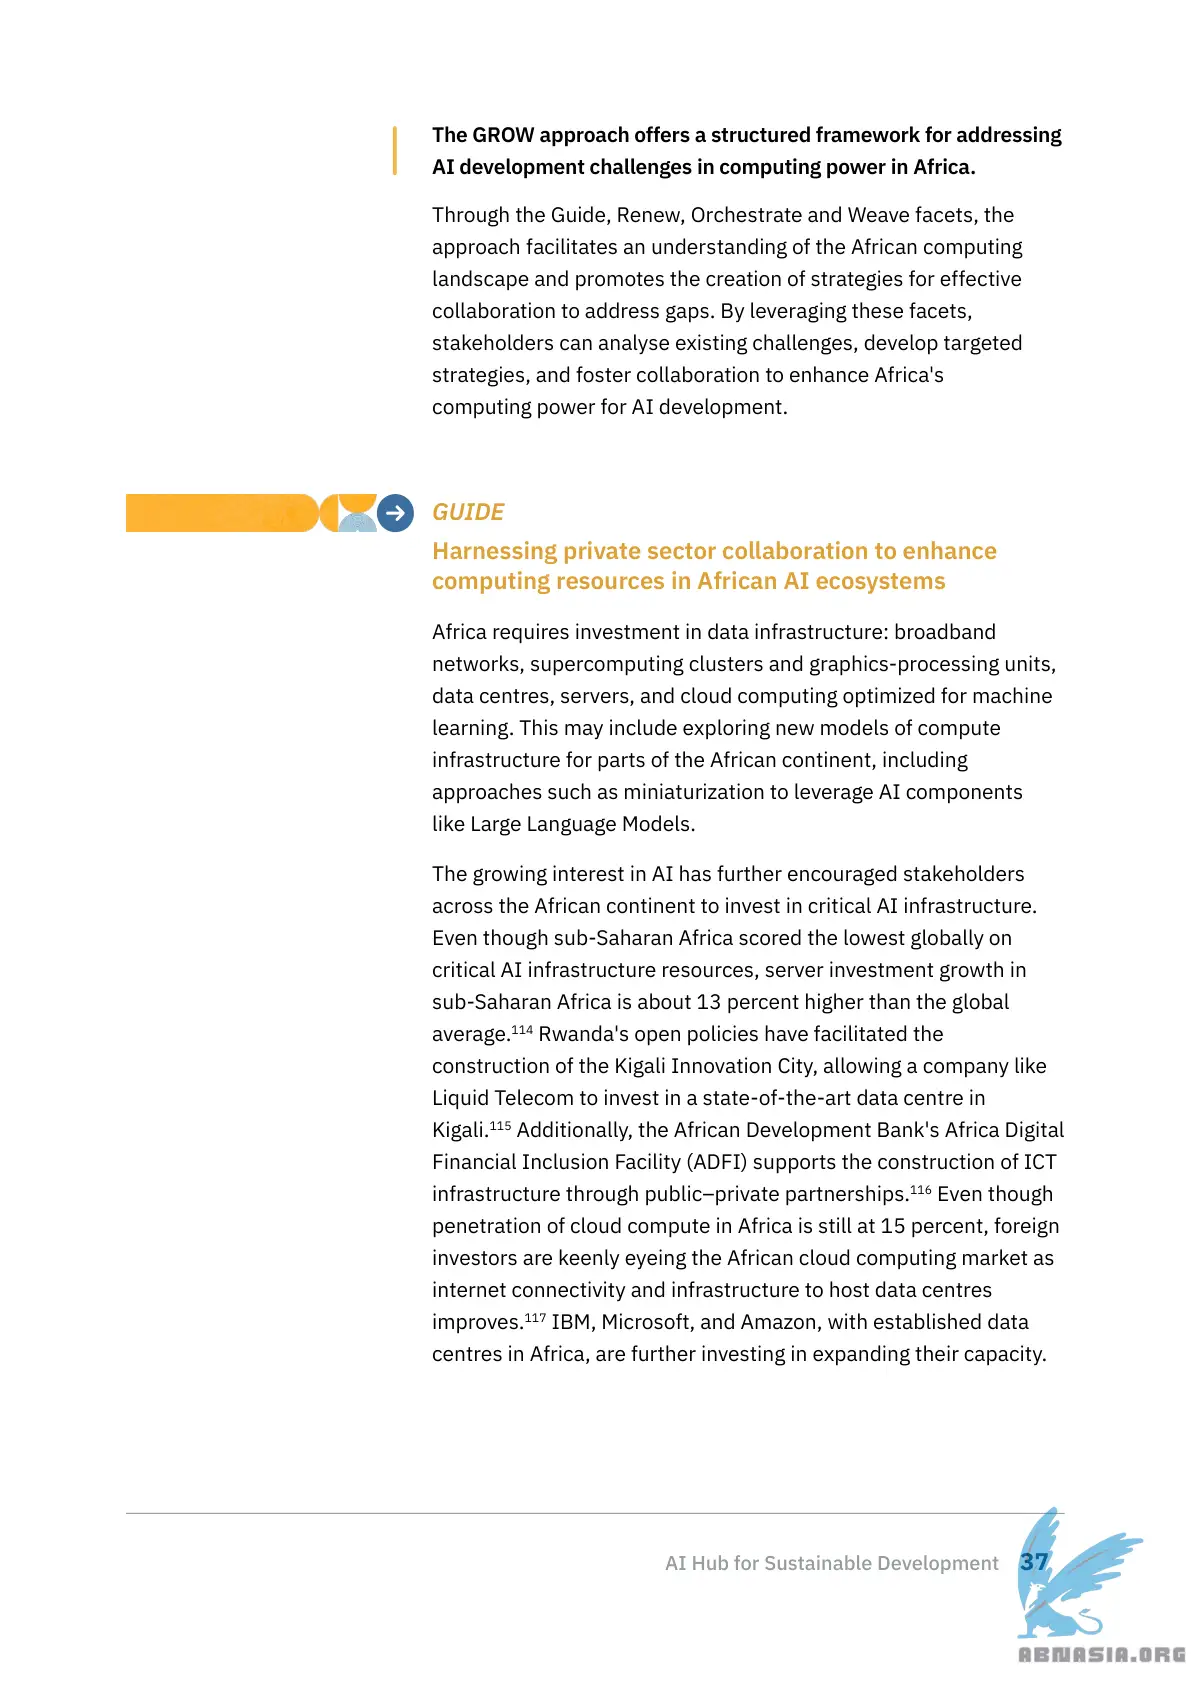 The GROW approach offers a structured framework for addressing
AI development challenges in computing power in Africa.
Through the Guide, Renew, Orchestrate and Weave facets, the
approach facilitates an understanding of the African computing
landscape and promotes the creation of strategies for effective
collaboration to address gaps. By leveraging these facets,
stakeholders can analyse existing challenges, develop targeted
strategies, and foster collaboration to enhance Africa's
computing power for AI development.
GUIDE
Harnessing private sector collaboration to enhance
computing resources in African AI ecosystems
Africa requires investment in data infrastructure: broadband
networks, supercomputing clusters and graphics-processing units,
data centres, servers, and cloud computing optimized for machine
learning. This may include exploring new models of compute
infrastructure for parts of the African continent, including
approaches such as miniaturization to leverage AI components
like Large Language Models.
The growing interest in AI has further encouraged stakeholders
across the African continent to invest in critical AI infrastructure.
Even though sub-Saharan Africa scored the lowest globally on
critical AI infrastructure resources, server investment growth in
sub-Saharan Africa is about 13 percent higher than the global
average.114 Rwanda's open policies have facilitated the
construction of the Kigali Innovation City, allowing a company like
Liquid Telecom to invest in a state-of-the-art data centre in
Kigali.115 Additionally, the African Development Bank's Africa Digital
Financial Inclusion Facility (ADFI) supports the construction of ICT
infrastructure through public–private partnerships.116 Even though
penetration of cloud compute in Africa is still at 15 percent, foreign
investors are keenly eyeing the African cloud computing market as
internet connectivity and infrastructure to host data centres
improves.117 IBM, Microsoft, and Amazon, with established data
centres in Africa, are further investing in expanding their capacity.
AI Hub for Sustainable Development 37
ABNASIA.ORG